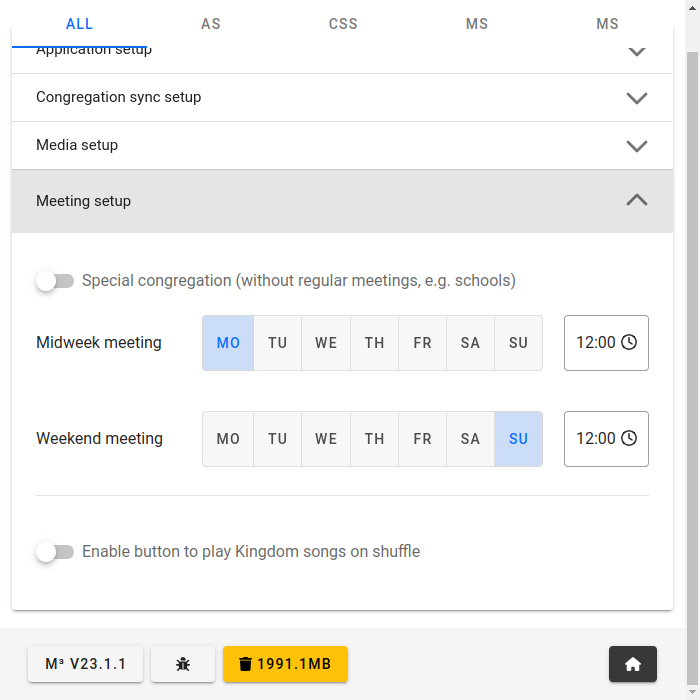 ALL AS CSS MS MS
Application setup
Congregation sync setup
Media setup
Meeting setup
Special congregation (without regular meetings, e.g. schools)
Midweek meeting MO TU WE TH FR SA SU 12:00
Weekend meeting MO TU WE TH FR SA SU 12:00
Enable button to play Kingdom songs on shuffle
M³ V23.1.1 1991.1MB